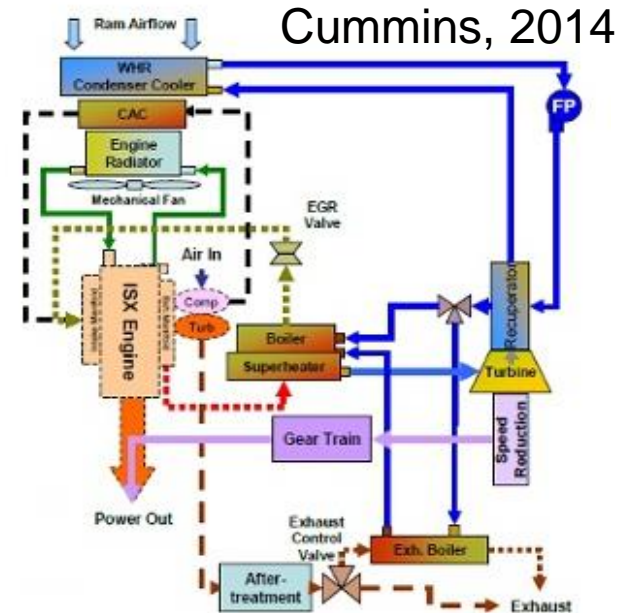 Cummins, 2014
Ram Airflow
WHR
Condenser Cooler
FP
CAC
Engine
Radiator
Mechanical Fan
EGR
Valve
Air In
Comp
Turb
ISX Engine
Recuperator
Boiler
Superheater
Turbine
Gear Train
Speed
Reduction
Power Out
Exhaust
Control
Valve
Exh. Boiler
After-
treatment
Exhaust